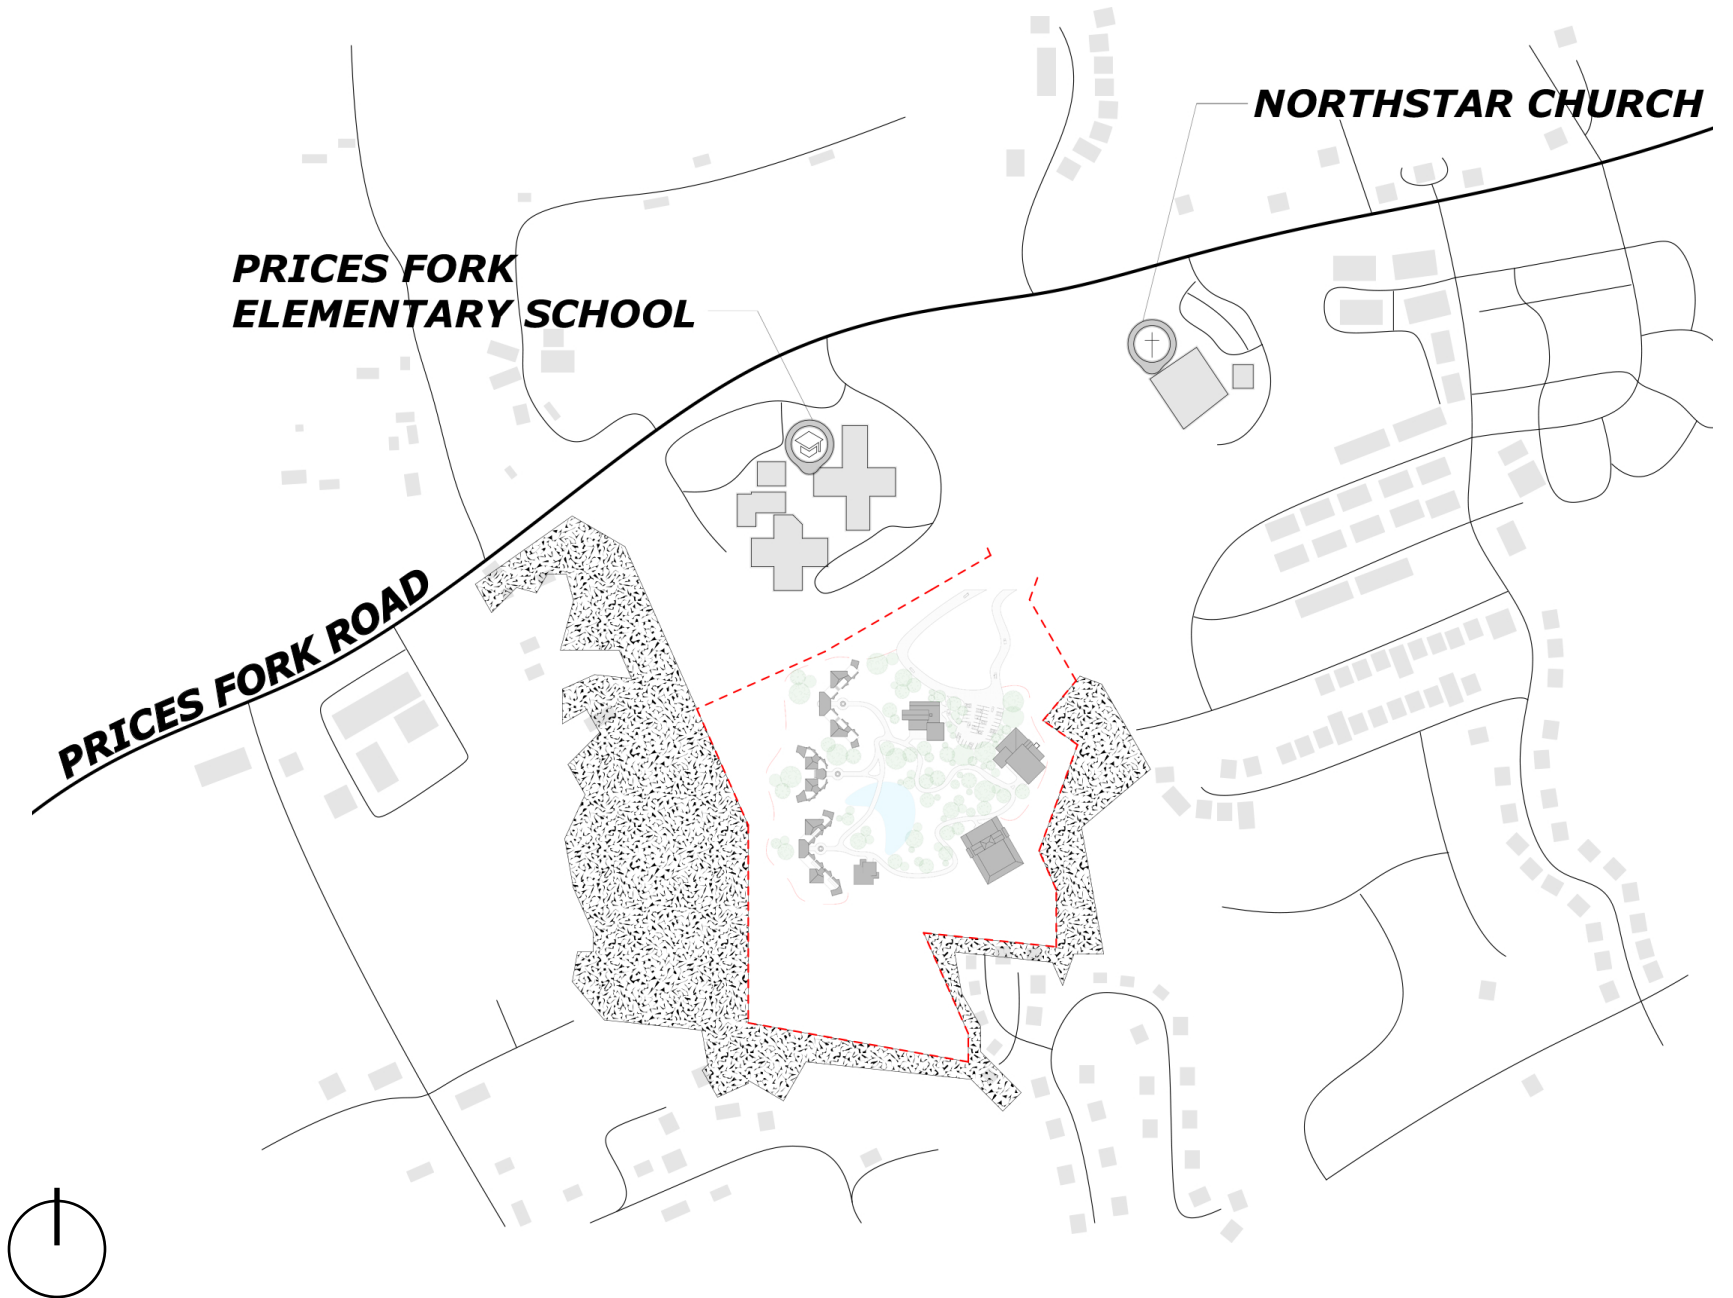 NORTHSTAR CHURCH
PRICES FORK
ELEMENTARY SCHOOL
PRICES FORK ROAD